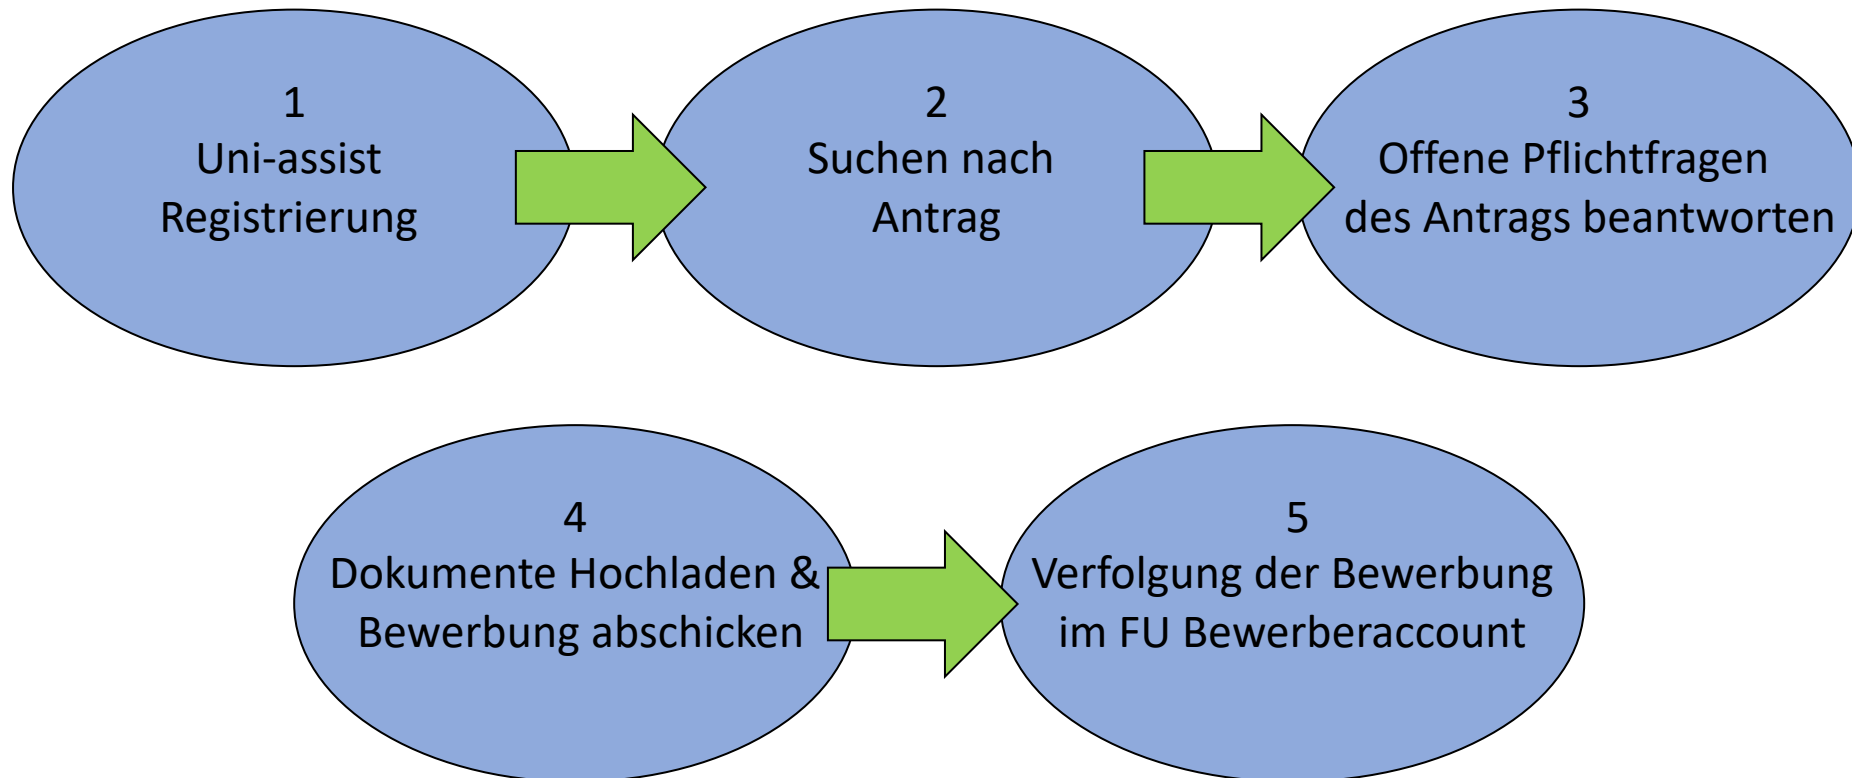 1
Uni-assist
Registrierung
2
Suchen nach
Antrag
3
Offene Pflichtfragen
des Antrags beantworten
4
Dokumente Hochladen &
Bewerbung abschicken
5
Verfolgung der Bewerbung
im FU Bewerberaccount